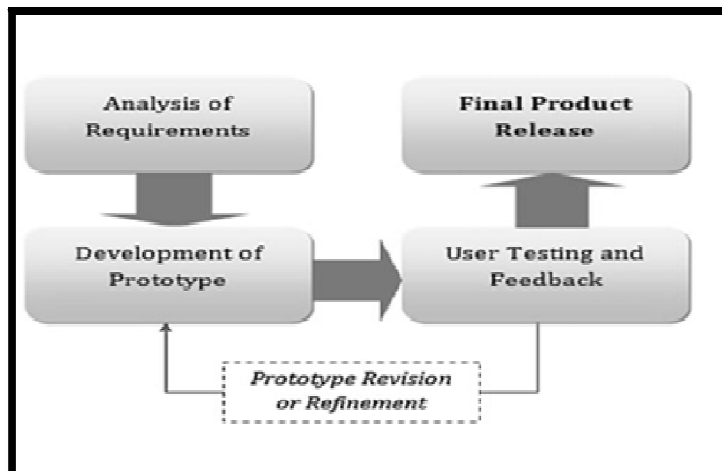 Analysis of
Requirements
Final Product
Release
Development of
Prototype
User Testing and
Feedback
Prototype Revision
or Refinement